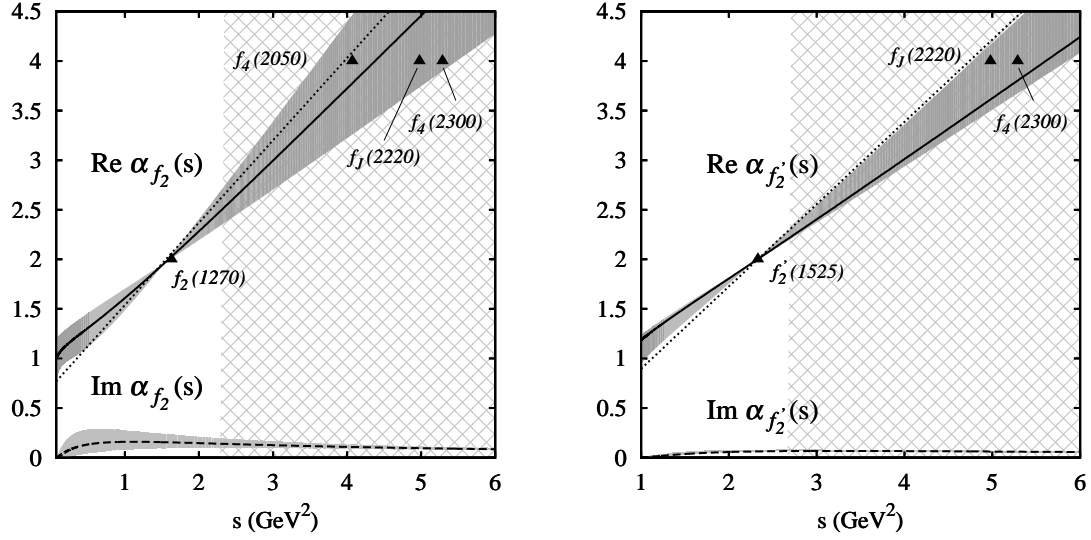 4.5
4
3.5
3
2.5
2
1.5
1
0.5
0
f4 (2050)
fJ (2220)
f4 (2300)
Re αf2 (s)
f2 (1270)
Im αf2 (s)
1 2 3 4 5 6
s (GeV²)
4.5
4
3.5
3
2.5
2
1.5
1
0.5
0
fJ (2220)
f4 (2300)
Re αf2' (s)
f2' (1525)
Im αf2' (s)
1 2 3 4 5 6
s (GeV²)